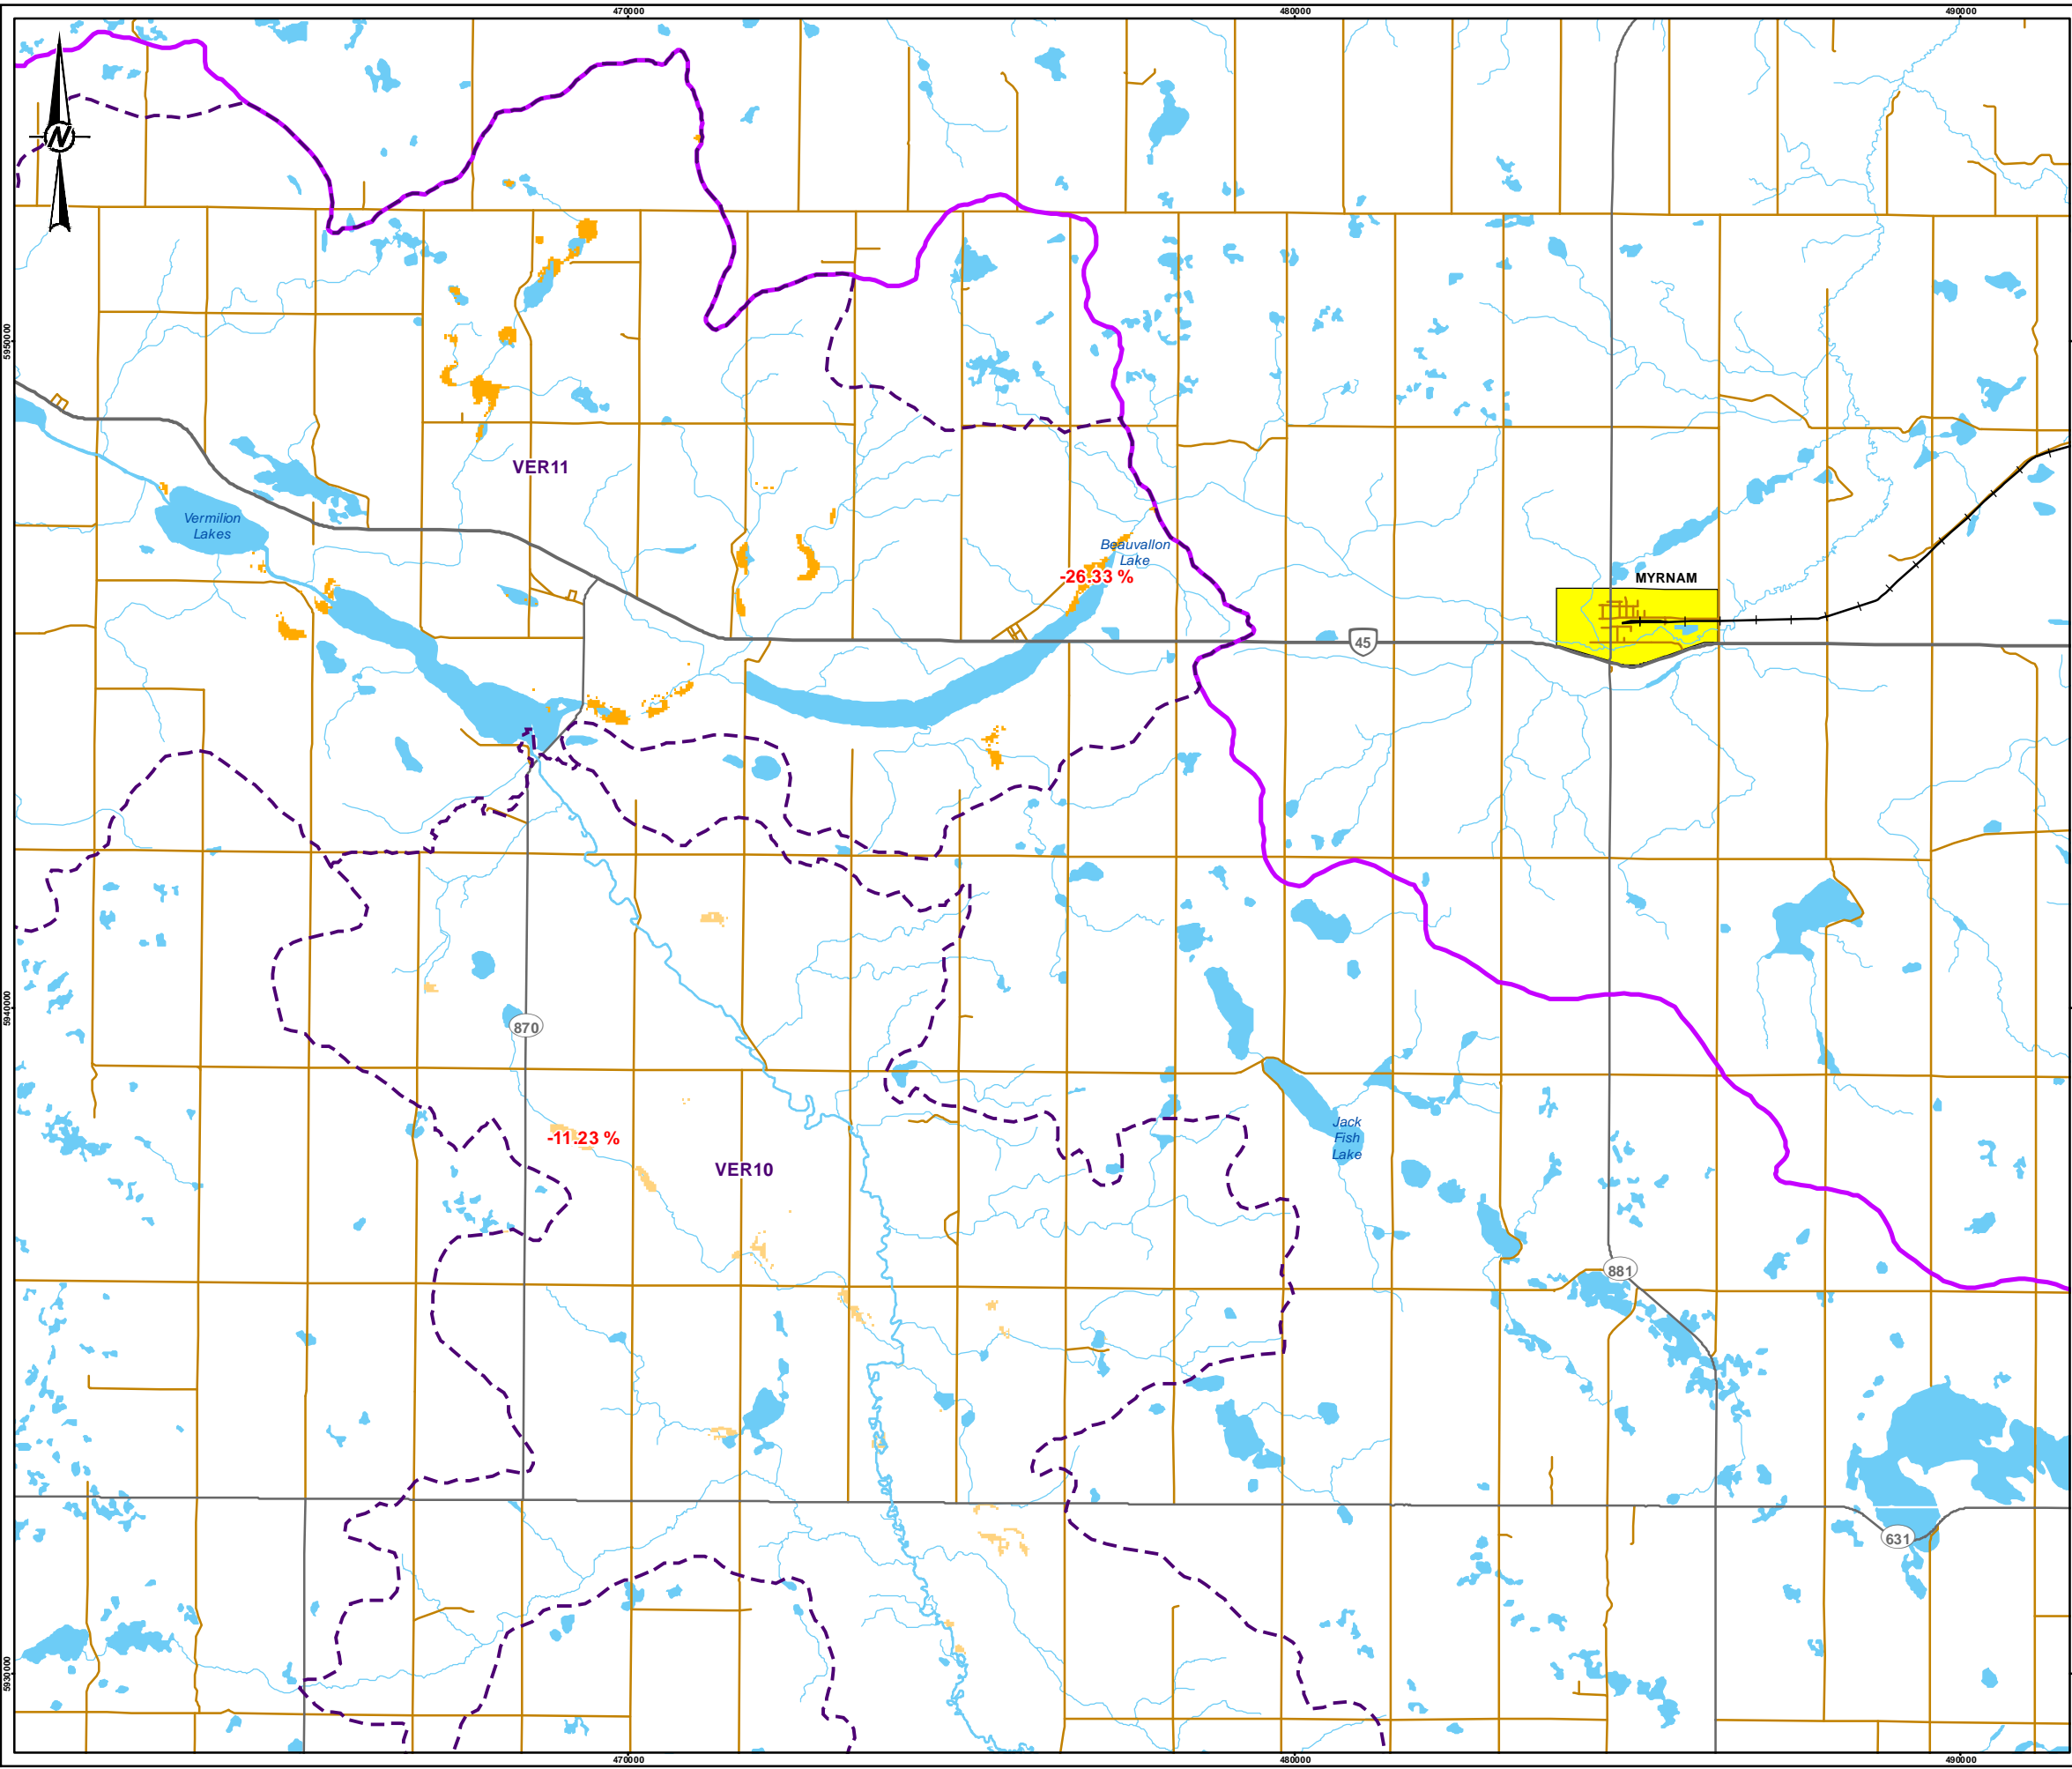 470000
480000
490000
N
5950000
VER11
Vermilion
Lakes
Beauvallon
Lake
-26.33 %
MYRNAM
45
5940000
870
Jack
Fish
Lake
-11.23 %
VER10
881
631
5930000
470000
480000
490000